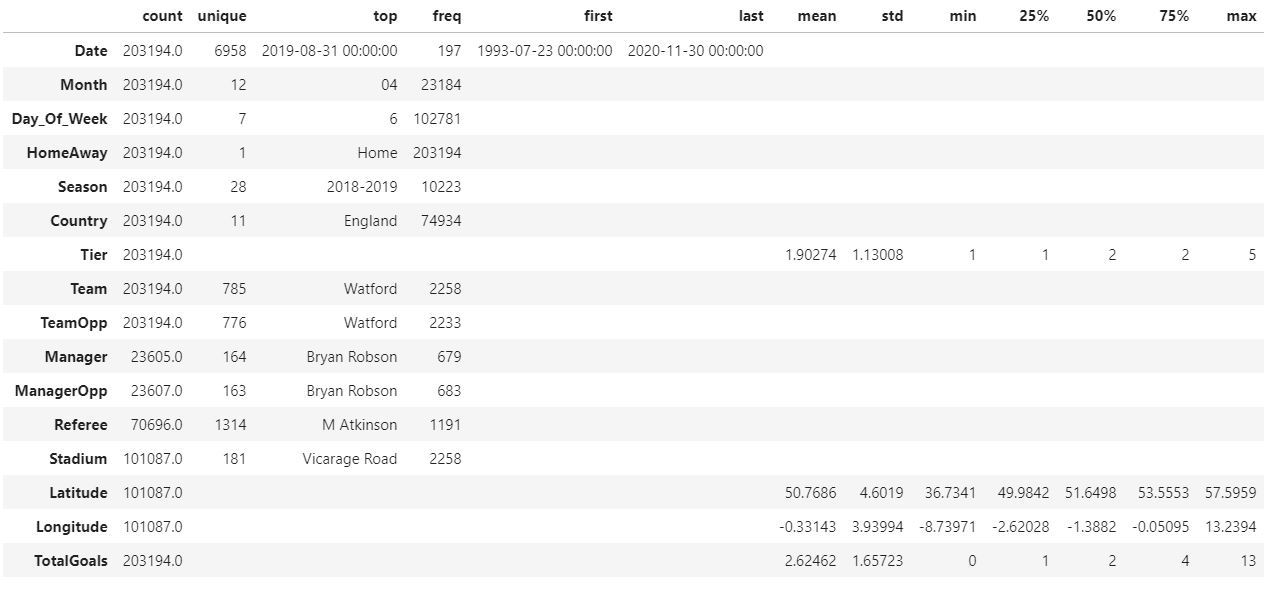 count unique top freq first last mean std min 25% 50% 75% max
Date 203194.0 6958 2019-08-31 00:00:00 197 1993-07-23 00:00:00 2020-11-30 00:00:00
Month 203194.0 12 04 23184
Day_Of_Week 203194.0 7 6 102781
HomeAway 203194.0 1 Home 203194
Season 203194.0 28 2018-2019 10223
Country 203194.0 11 England 74934
Tier 203194.0 1.90274 1.13008 1 1 2 2 5
Team 203194.0 785 Watford 2258
TeamOpp 203194.0 776 Watford 2233
Manager 23605.0 164 Bryan Robson 679
ManagerOpp 23607.0 163 Bryan Robson 683
Referee 70696.0 1314 M Atkinson 1191
Stadium 101087.0 181 Vicarage Road 2258
Latitude 101087.0 50.7686 4.6019 36.7341 49.9842 51.6498 53.5553 57.5959
Longitude 101087.0 -0.33143 3.93994 -8.73971 -2.62028 -1.3882 -0.05095 13.2394
TotalGoals 203194.0 2.62462 1.65723 0 1 2 4 13